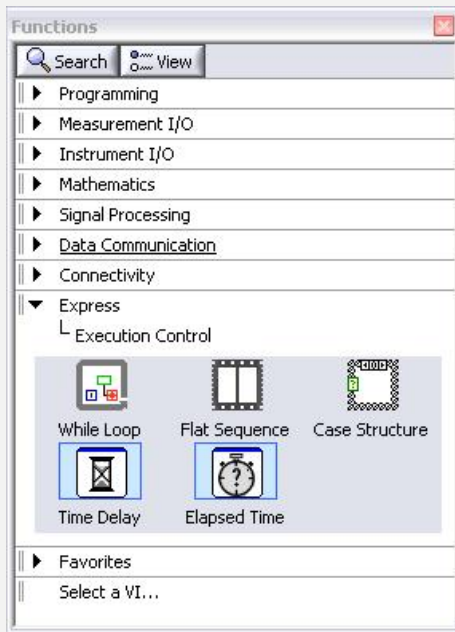 Functions
Search View
Programming
Measurement I/O
Instrument I/O
Mathematics
Signal Processing
Data Communication
Connectivity
Express
Execution Control
While Loop Flat Sequence Case Structure
Time Delay Elapsed Time
Favorites
Select a VI...